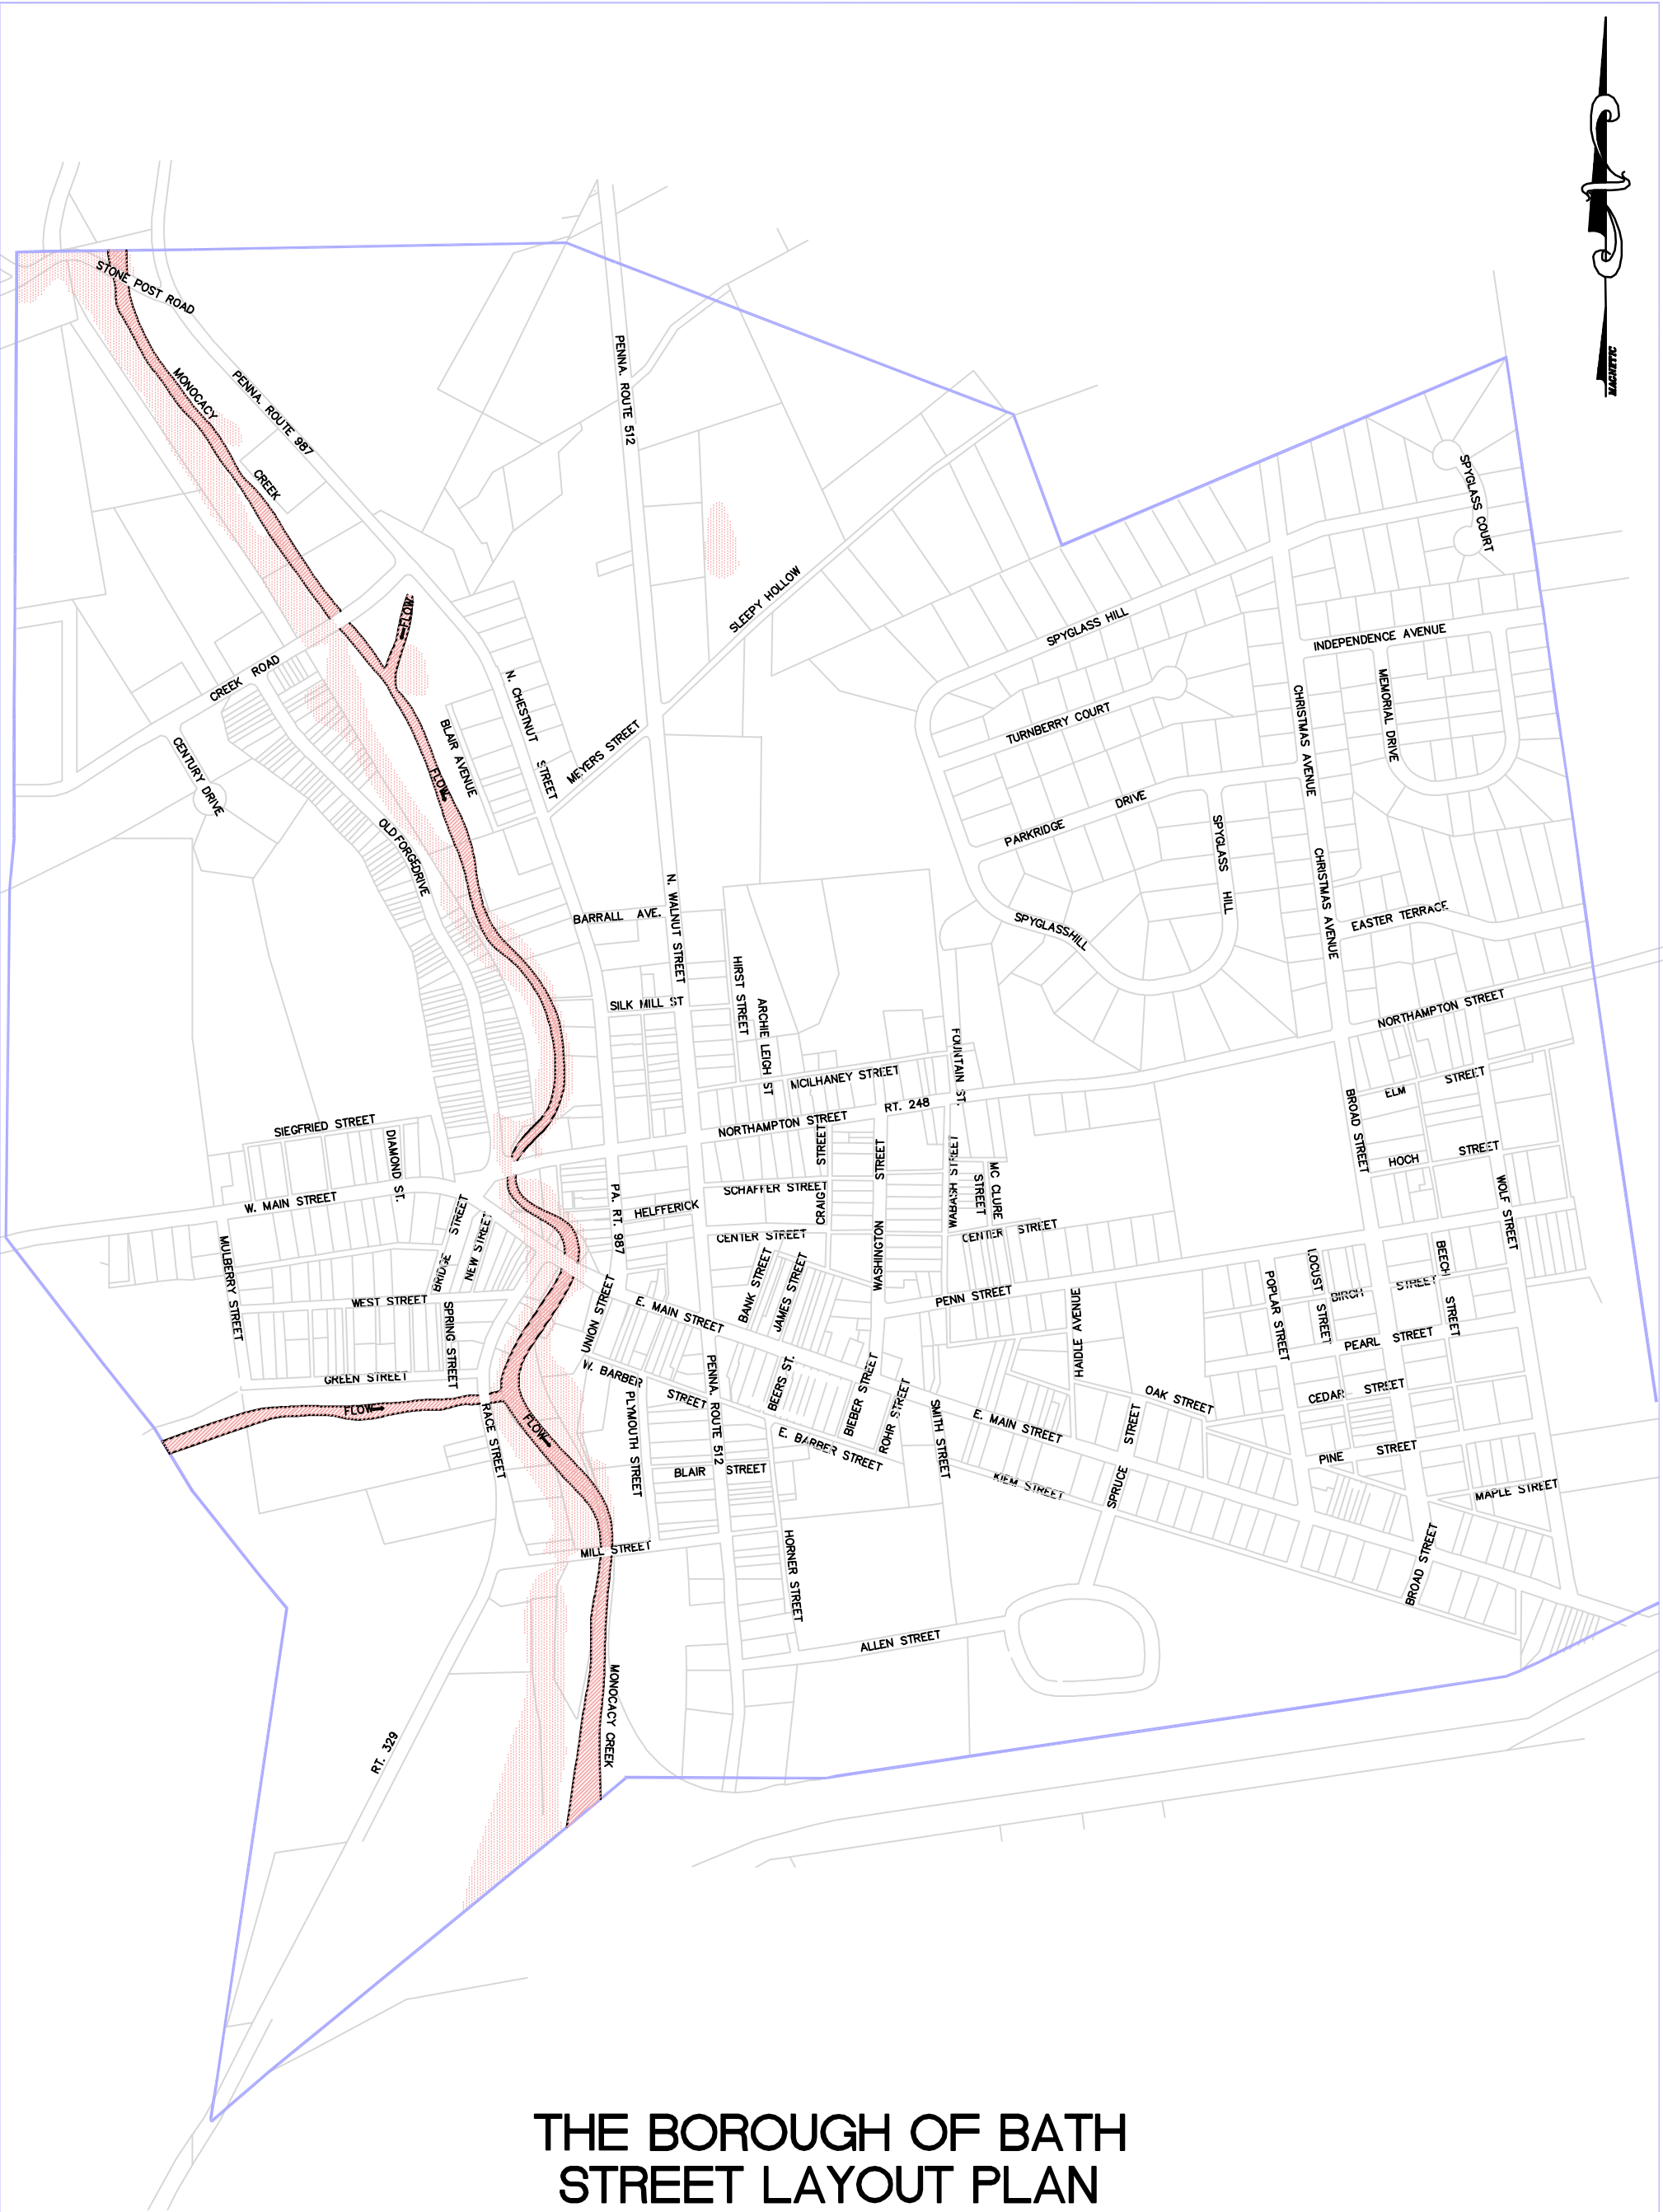 MAGNETIC
STONE POST ROAD
MONOCACY
CREEK
PENNA. ROUTE 987
PENNA. ROUTE 512
SPYGLASS COURT
SLEEPY HOLLOW
SPYGLASS HILL
INDEPENDENCE AVENUE
FLOW
CREEK ROAD
N. CHESTNUT STREET
MEMORIAL DRIVE
CHRISTMAS AVENUE
TURNBERRY COURT
BLAIR AVENUE
MEYERS STREET
CENTURY DRIVE
FLOW
PARKRIDGE DRIVE
OLD FORGE DRIVE
SPYGLASS HILL
CHRISTMAS AVENUE
N. WALNUT STREET
BARRALL AVE.
SPYGLASS HILL
EASTER TERRACE
HIRST STREET
SILK MILL ST
ARCHIE LEIGH ST
NORTHAMPTON STREET
FOUNTAIN ST.
MCILHANEY STREET
ELM STREET
RT. 248
NORTHAMPTON STREET
BROAD STREET
SIEGFRIED STREET
DIAMOND ST.
CRAIG STREET
WASHINGTON STREET
WABASH STREET
MC CLURE STREET
HOCH STREET
SCHAFFER STREET
PA. RT. 987
HELFFERICK
W. MAIN STREET
BRIDGE STREET
NEW STREET
WOLF STREET
CENTER STREET
CENTER STREET
MULBERRY STREET
BANK STREET
JAMES STREET
BEECH STREET
LOCUST STREET
POPLAR STREET
BIRCH STREET
PENN STREET
UNION STREET
E. MAIN STREET
WEST STREET
SPRING STREET
HAIDLE AVENUE
PEARL STREET
GREEN STREET
W. BARBER STREET
PLYMOUTH STREET
PENNA. ROUTE 512
BEERS ST.
BIEBER STREET
ROHR STREET
SMITH STREET
OAK STREET
CEDAR STREET
FLOW
RACE STREET
FLOW
E. BARBER STREET
E. MAIN STREET
SPRUCE STREET
BLAIR STREET
PINE STREET
KIEM STREET
MAPLE STREET
MILL STREET
HORNER STREET
BROAD STREET
ALLEN STREET
MONOCACY CREEK
RT. 329
THE BOROUGH OF BATH
STREET LAYOUT PLAN